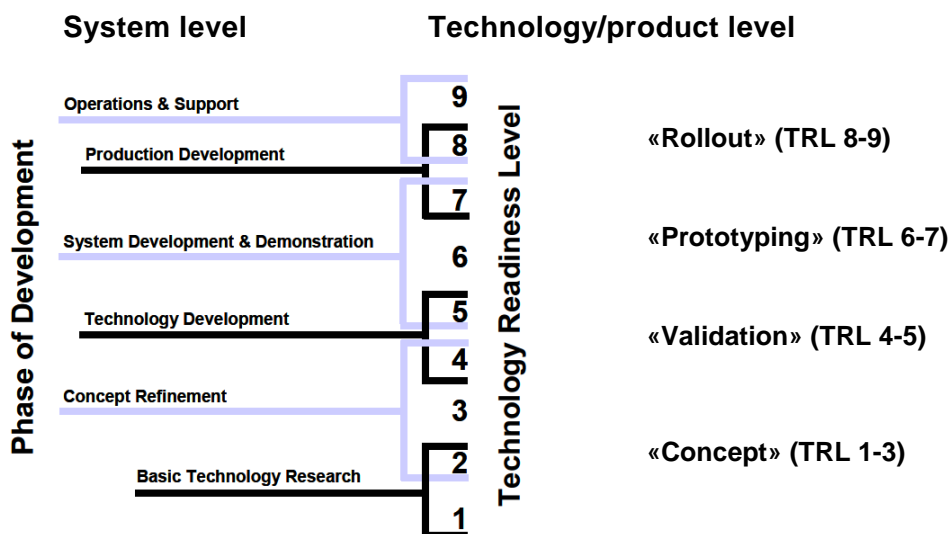 System level
Technology/product level
Phase of Development
Operations & Support
Production Development
System Development & Demonstration
Technology Development
Concept Refinement
Basic Technology Research
9
8
7
6
5
4
3
2
1
Technology Readiness Level
«Rollout» (TRL 8-9)
«Prototyping» (TRL 6-7)
«Validation» (TRL 4-5)
«Concept» (TRL 1-3)